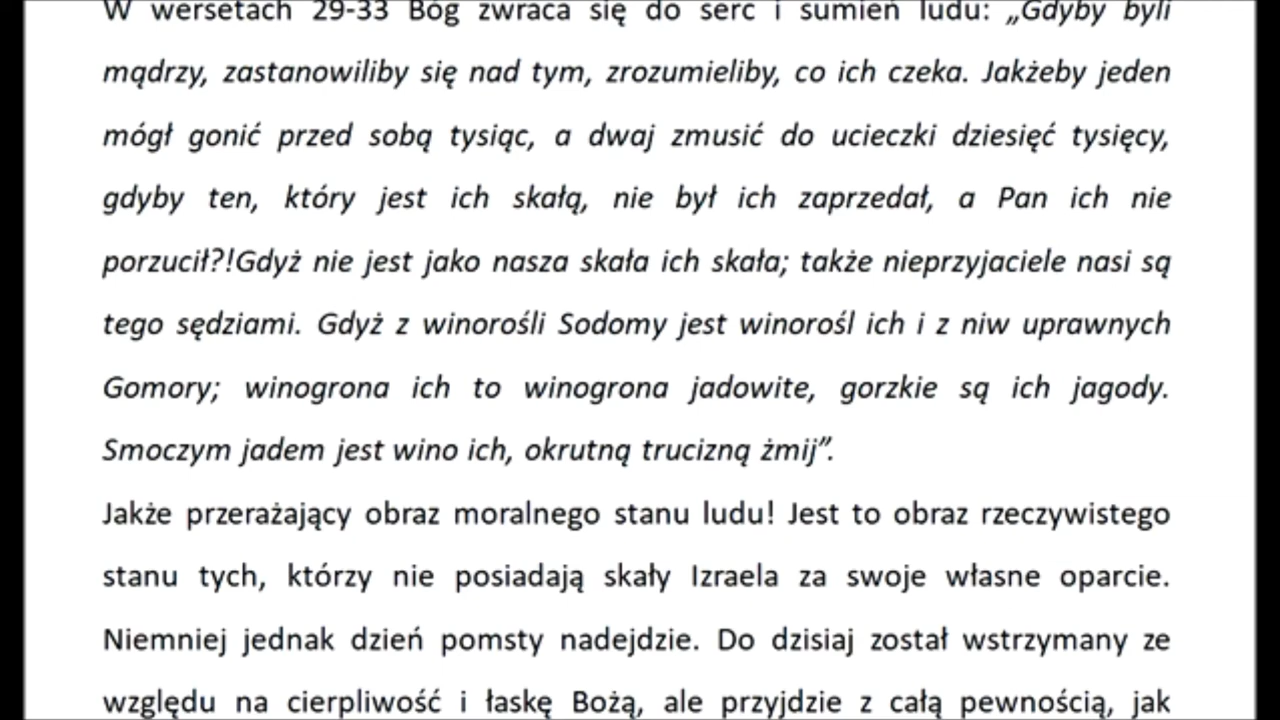 W wersetach 29-33 Bóg zwraca się do serc i sumień ludu: „Gdyby byli
mądrzy, zastanowiliby się nad tym, zrozumieliby, co ich czeka. Jakżeby jeden
mógł gonić przed sobą tysiąc, a dwaj zmusić do ucieczki dziesięć tysięcy,
gdyby ten, który jest ich skałą, nie był ich zaprzedał, a Pan ich nie
porzucił?!Gdyż nie jest jako nasza skała ich skała; także nieprzyjaciele nasi są
tego sędziami. Gdyż z winorośli Sodomy jest winorośl ich i z niw uprawnych
Gomory; winogrona ich to winogrona jadowite, gorzkie są ich jagody.
Smoczym jadem jest wino ich, okrutną trucizną żmij”.
Jakże przerażający obraz moralnego stanu ludu! Jest to obraz rzeczywistego
stanu tych, którzy nie posiadają skały Izraela za swoje własne oparcie.
Niemniej jednak dzień pomsty nadejdzie. Do dzisiaj został wstrzymany ze
względu na cierpliwość i łaskę Bożą, ale przyjdzie z całą pewnością, jak